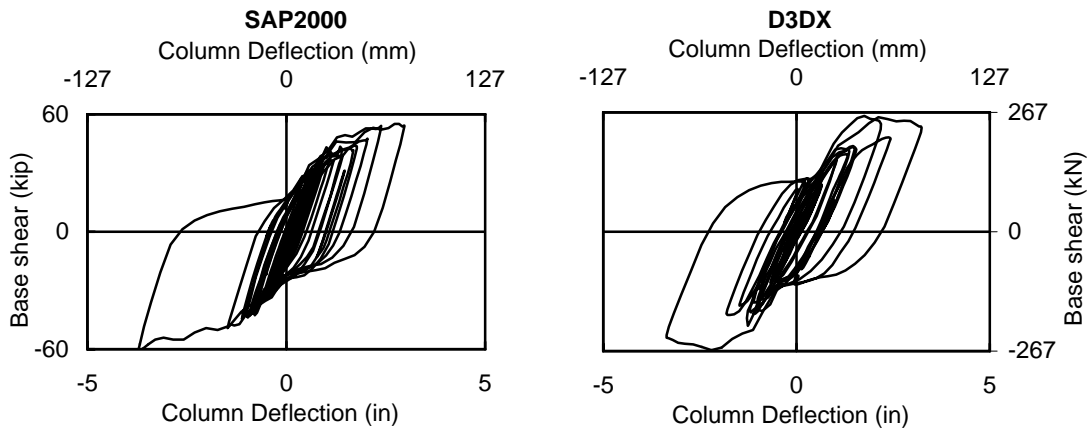 SAP2000
Column Deflection (mm)
-127 0 127
60
0
-60
Base shear (kip)
-5 0 5
Column Deflection (in)
D3DX
Column Deflection (mm)
-127 0 127
267
0
-267
Base shear (kN)
-5 0 5
Column Deflection (in)